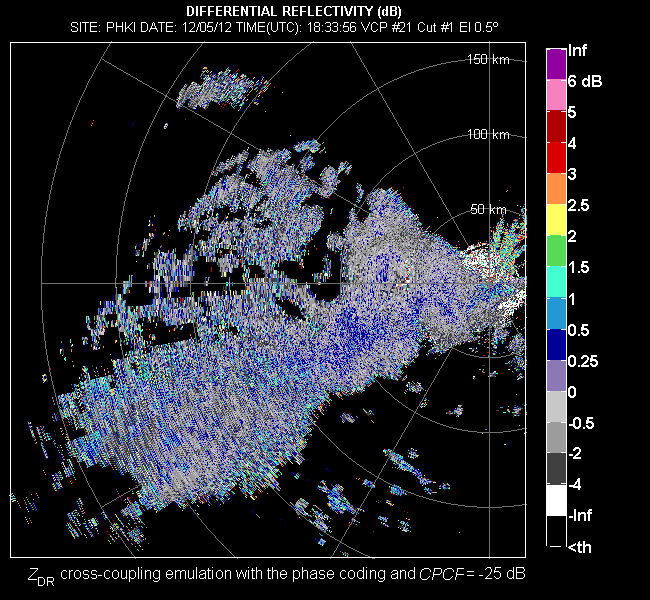 DIFFERENTIAL REFLECTIVITY (dB)
SITE: PHKI DATE: 12/05/12 TIME(UTC): 18:33:56 VCP #21 Cut #1 El 0.5º
150 km
100 km
50 km
Inf
6 dB
5
4
3
2.5
2
1.5
1
0.5
0.25
0
-0.5
-2
-4
-Inf
<th
ZDR cross-coupling emulation with the phase coding and CPCF = -25 dB